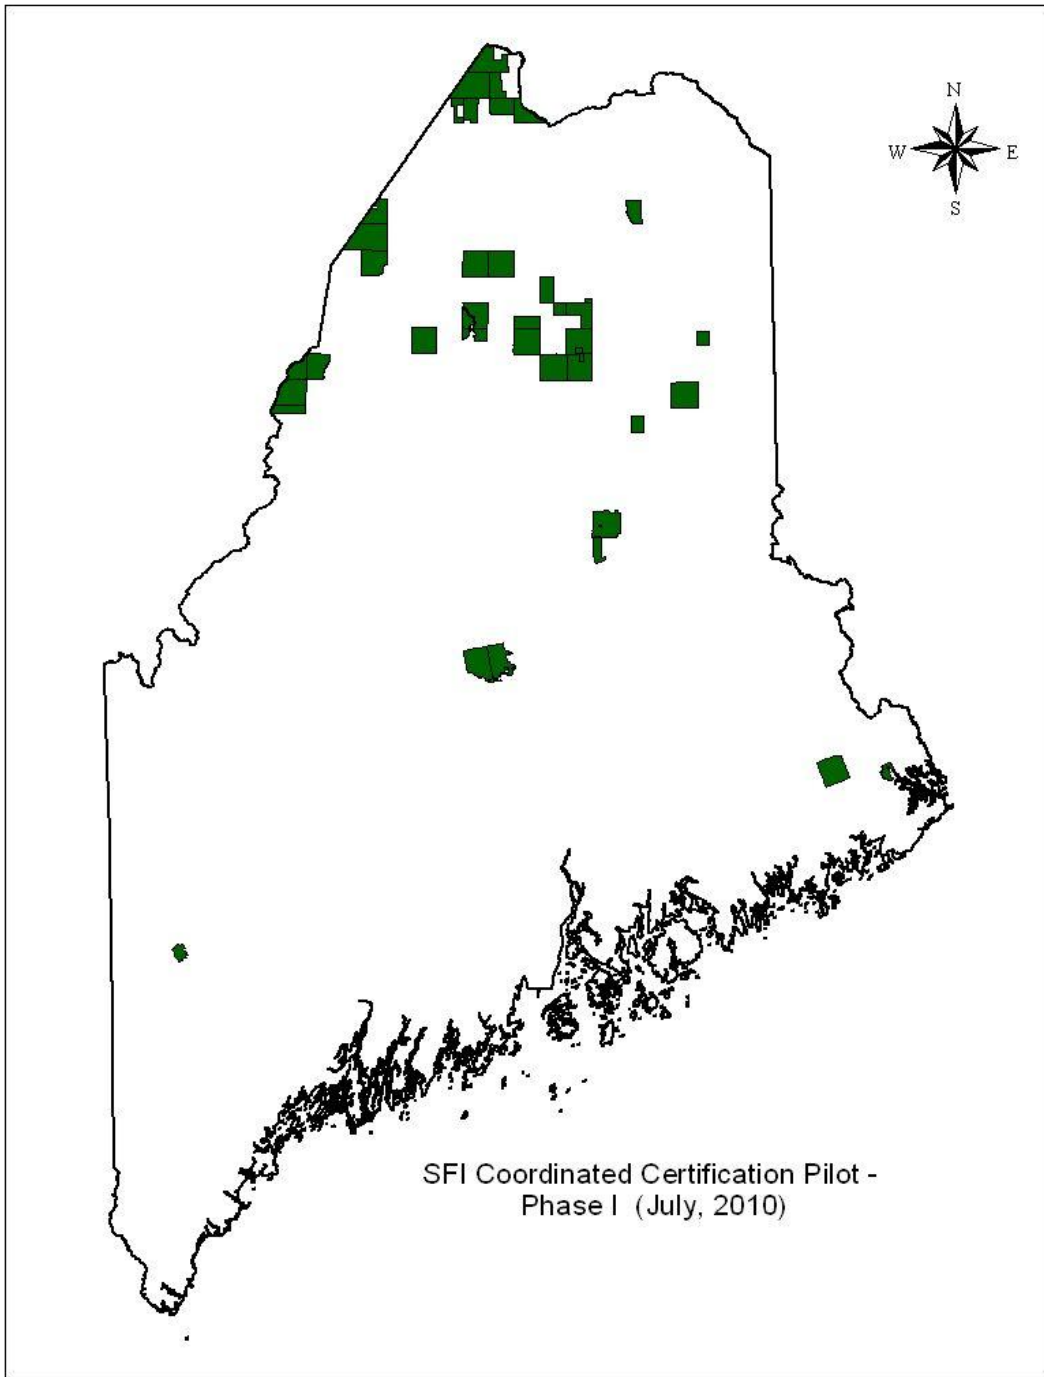 N
W E
S
SFI Coordinated Certification Pilot -
Phase I (July, 2010)